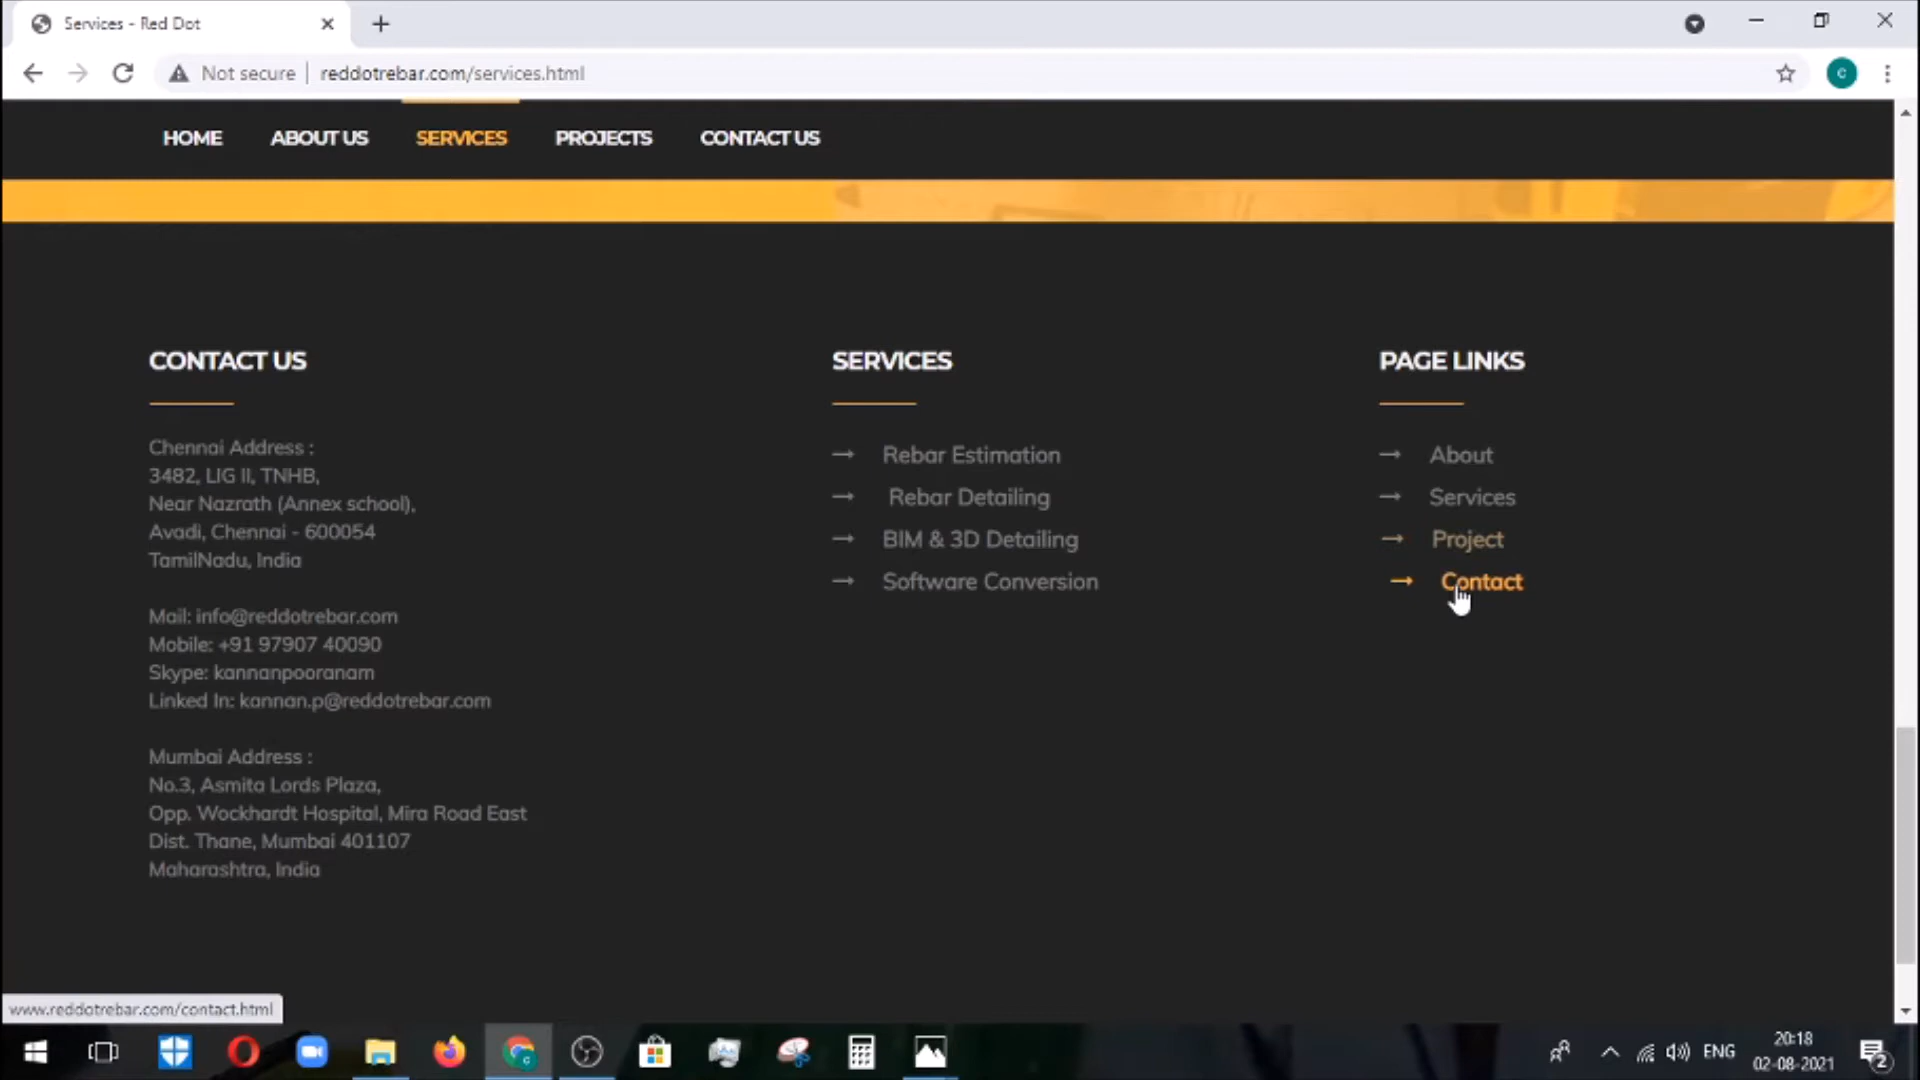 Services - Red Dot
Not secure | reddotrebar.com/services.html
HOME ABOUT US SERVICES PROJECTS CONTACT US
CONTACT US
Chennai Address :
3482, LIG II, TNHB,
Near Nazrath (Annex school),
Avadi, Chennai - 600054
TamilNadu, India
Mail: info@reddotrebar.com
Mobile: +91 97907 40090
Skype: kannanpooranam
Linked In: kannan.p@reddotrebar.com
Mumbai Address :
No.3, Asmita Lords Plaza,
Opp. Wockhardt Hospital, Mira Road East
Dist. Thane, Mumbai 401107
Maharashtra, India
SERVICES
Rebar Estimation
Rebar Detailing
BIM & 3D Detailing
Software Conversion
PAGE LINKS
About
Services
Project
Contact
www.reddotrebar.com/contact.html
ENG
20:18
02-08-2021
2